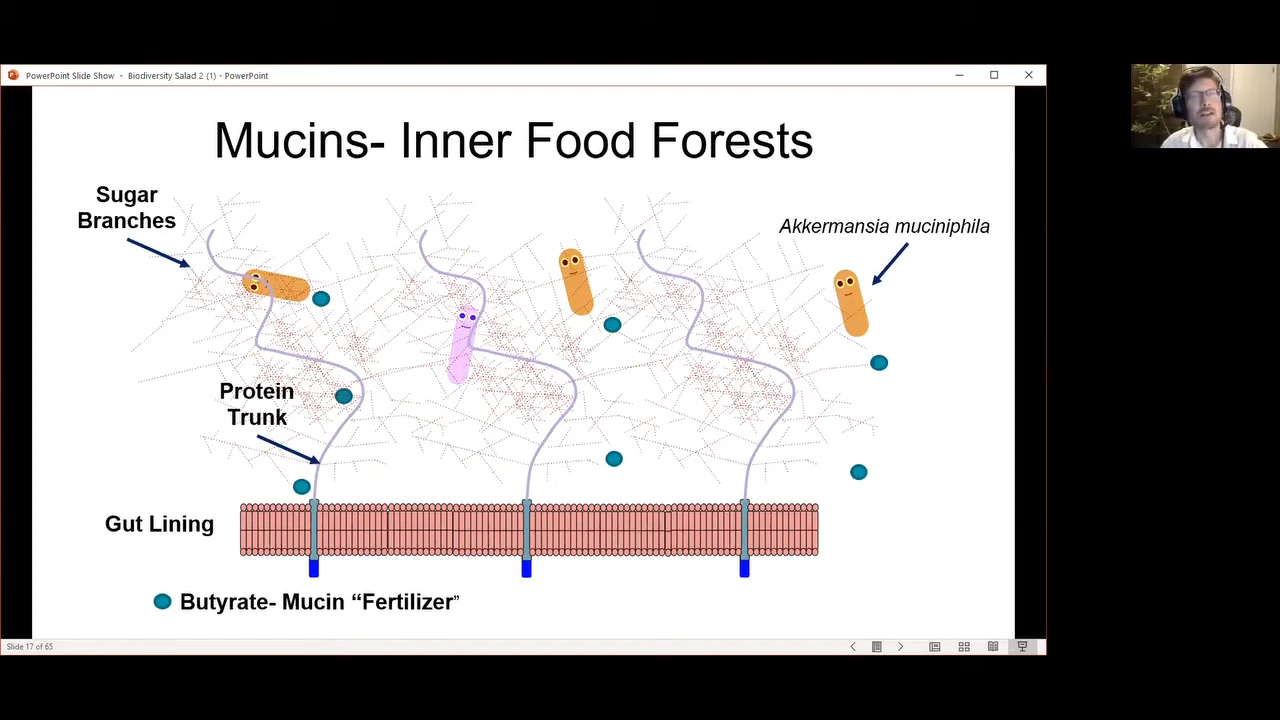 PowerPoint Slide Show - Biodiversity Salad 2 (1) - PowerPoint
Mucins- Inner Food Forests
Sugar
Branches
Akkermansia muciniphila
Protein
Trunk
Gut Lining
Butyrate- Mucin “Fertilizer”
Slide 17 of 65